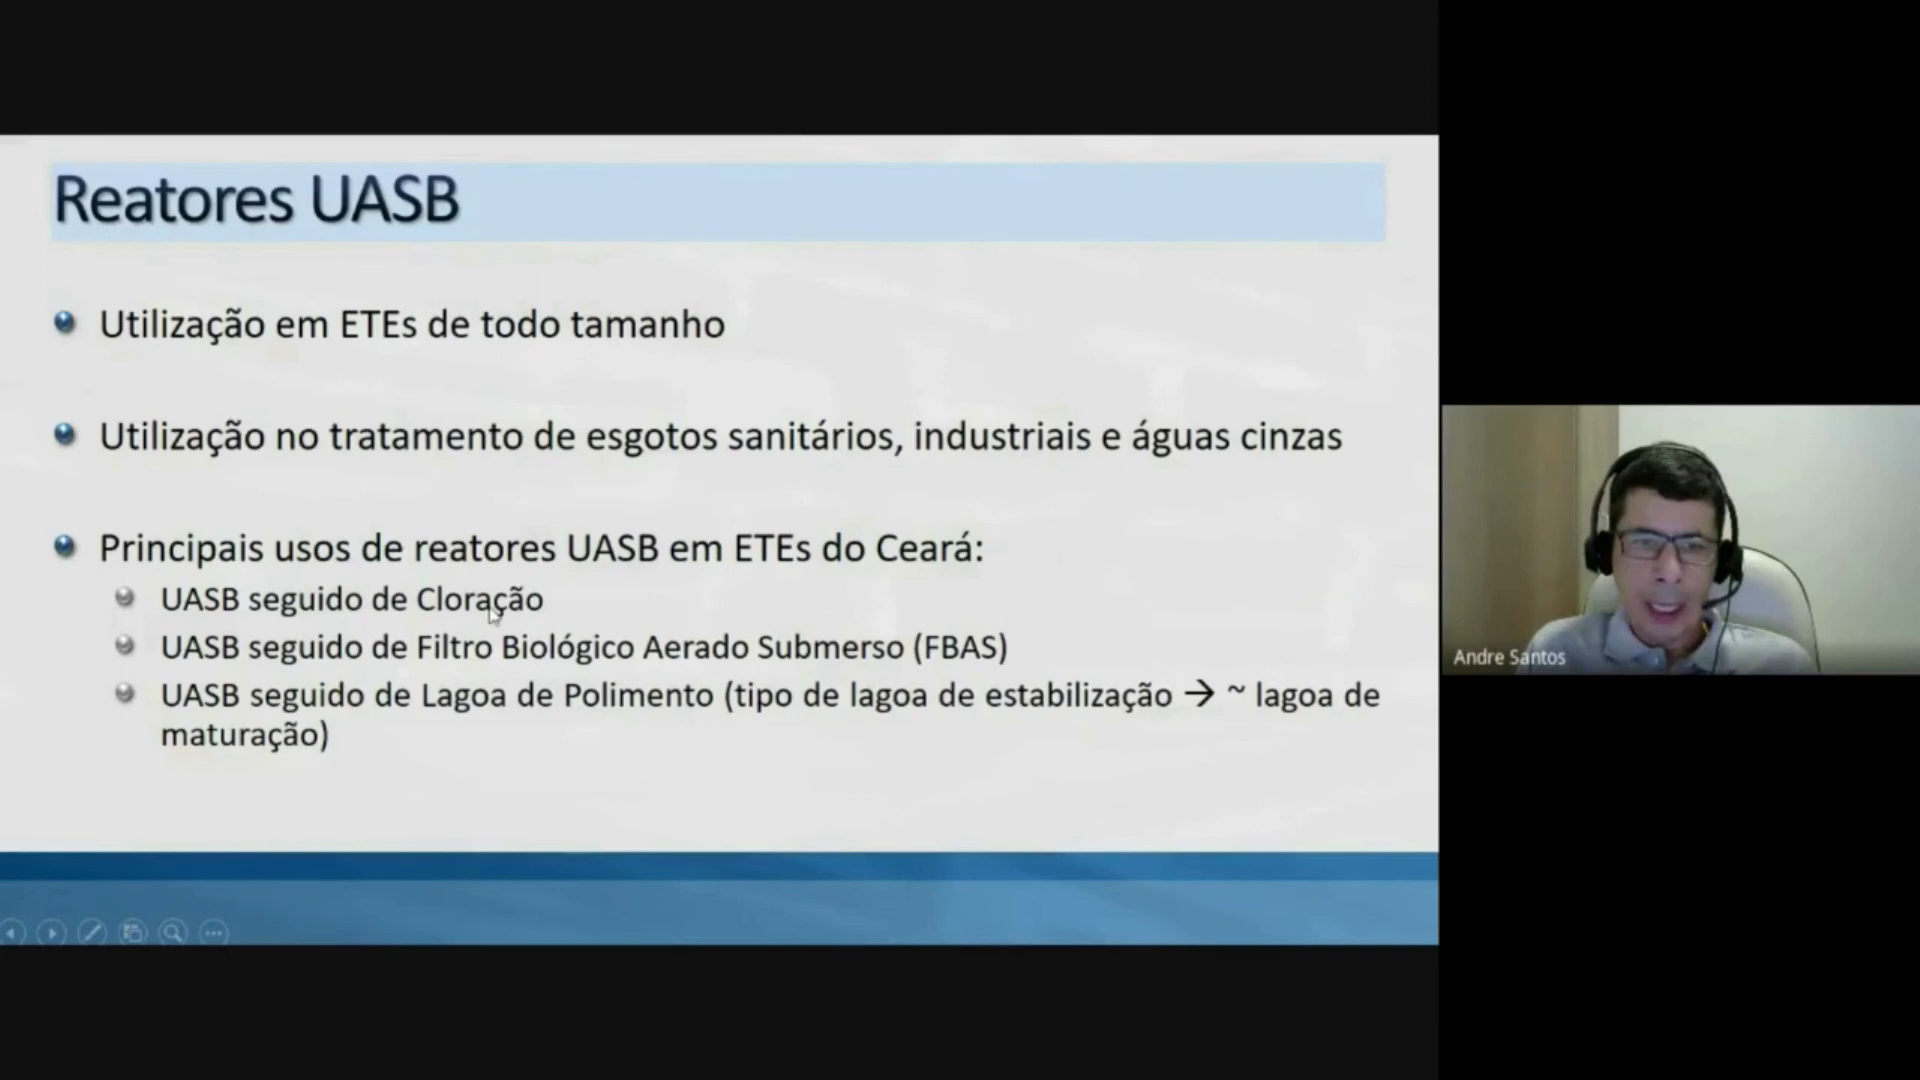 Reatores UASB
Utilização em ETEs de todo tamanho
Utilização no tratamento de esgotos sanitários, industriais e águas cinzas
Principais usos de reatores UASB em ETEs do Ceará:
UASB seguido de Cloração
UASB seguido de Filtro Biológico Aerado Submerso (FBAS)
UASB seguido de Lagoa de Polimento (tipo de lagoa de estabilização → ~ lagoa de
maturação)
Andre Santos